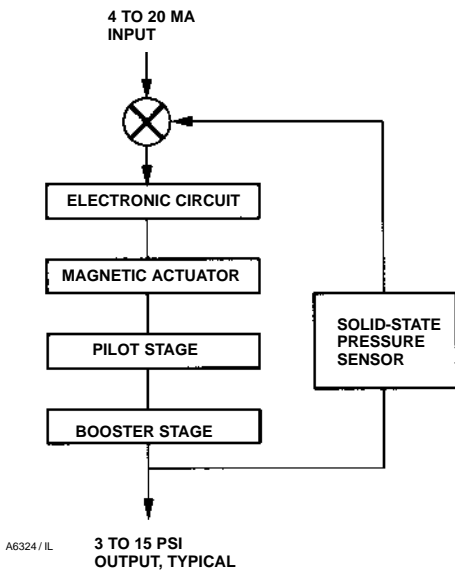 4 TO 20 MA
INPUT
ELECTRONIC CIRCUIT
MAGNETIC ACTUATOR
PILOT STAGE
BOOSTER STAGE
SOLID-STATE
PRESSURE
SENSOR
A6324 / IL
3 TO 15 PSI
OUTPUT, TYPICAL